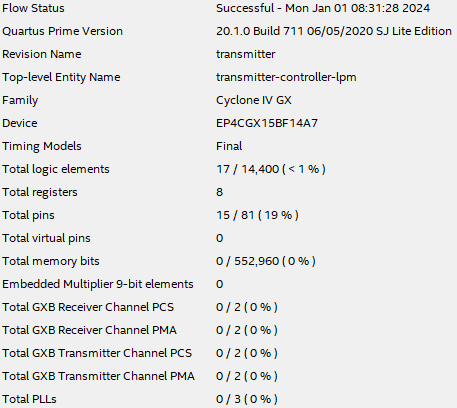 Flow Status Successful - Mon Jan 01 08:31:28 2024
Quartus Prime Version 20.1.0 Build 711 06/05/2020 SJ Lite Edition
Revision Name transmitter
Top-level Entity Name transmitter-controller-lpm
Family Cyclone IV GX
Device EP4CGX15BF14A7
Timing Models Final
Total logic elements 17 / 14,400 ( < 1 % )
Total registers 8
Total pins 15 / 81 ( 19 % )
Total virtual pins 0
Total memory bits 0 / 552,960 ( 0 % )
Embedded Multiplier 9-bit elements 0
Total GXB Receiver Channel PCS 0 / 2 ( 0 % )
Total GXB Receiver Channel PMA 0 / 2 ( 0 % )
Total GXB Transmitter Channel PCS 0 / 2 ( 0 % )
Total GXB Transmitter Channel PMA 0 / 2 ( 0 % )
Total PLLs 0 / 3 ( 0 % )